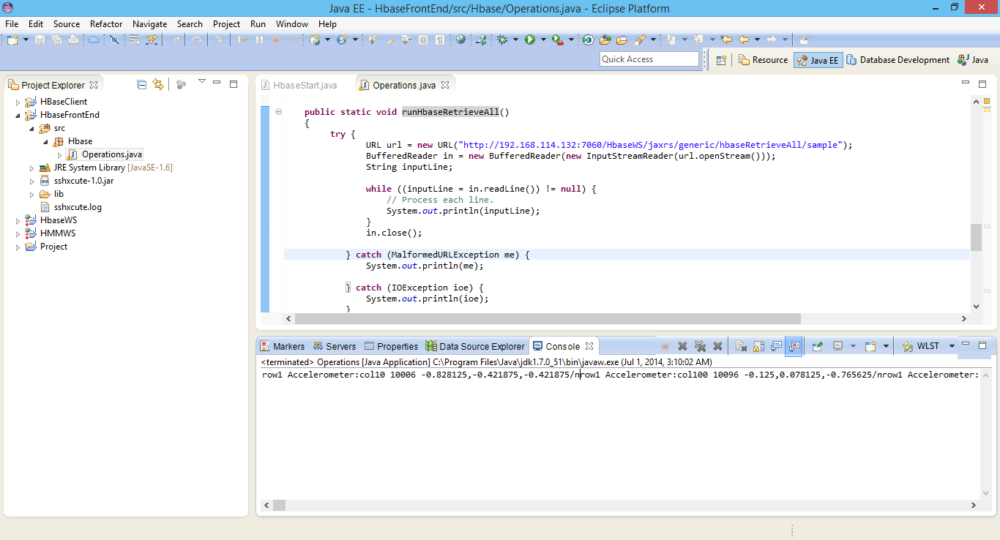 Java EE - HbaseFrontEnd/src/Hbase/Operations.java - Eclipse Platform
File Edit Source Refactor Navigate Search Project Run Window Help
Quick Access
Resource Java EE Database Development Java
Project Explorer
HBaseClient
HbaseFrontEnd
src
Hbase
Operations.java
JRE System Library [JavaSE-1.6]
sshxcute-1.0.jar
lib
sshxcute.log
HbaseWS
HMMWS
Project
HbaseStart.java Operations.java
public static void runHbaseRetrieveAll()
{
try {
URL url = new URL("http://192.168.114.132:7060/HbaseWS/jaxrs/generic/hbaseRetrieveAll/sample");
BufferedReader in = new BufferedReader(new InputStreamReader(url.openStream()));
String inputLine;
while ((inputLine = in.readLine()) != null) {
// Process each line.
System.out.println(inputLine);
}
in.close();
} catch (MalformedURLException me) {
System.out.println(me);
} catch (IOException ioe) {
System.out.println(ioe);
}
Markers Servers Properties Data Source Explorer Console
WLST
<terminated> Operations [Java Application] C:\Program Files\Java\jdk1.7.0_51\bin\javaw.exe (Jul 1, 2014, 3:10:02 AM)
row1 Accelerometer:col10 10006 -0.828125,-0.421875,-0.421875/nrow1 Accelerometer:col100 10096 -0.125,0.078125,-0.765625/nrow1 Accelerometer: